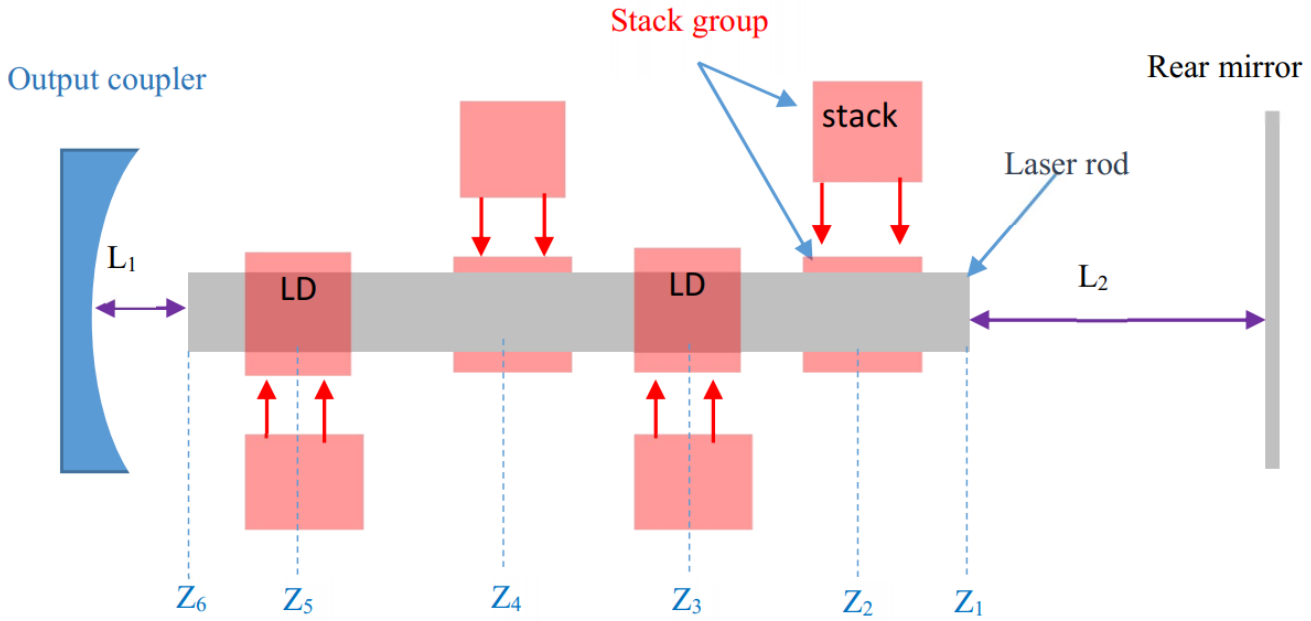 Stack group
Output coupler
Rear mirror
stack
Laser rod
L₁
LD
LD
L₂
Z₆
Z₅
Z₄
Z₃
Z₂
Z₁